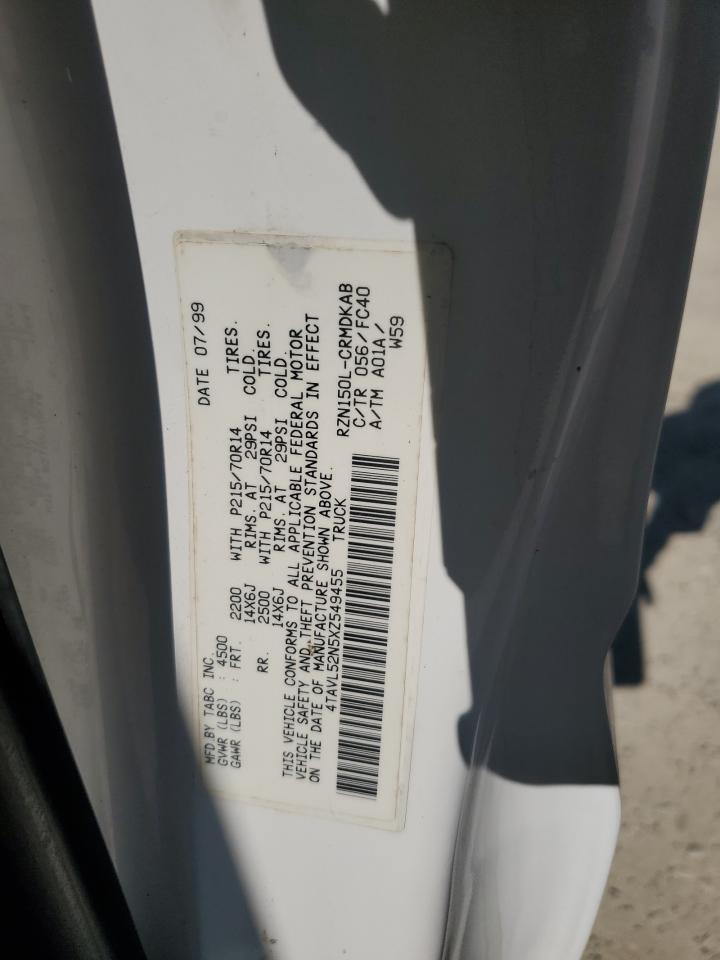 MFD BY TABC INC. DATE 07/99
GVWR (LBS) : 4500
GAWR (LBS) : FRT. 2200 WITH P215/70R14 TIRES.
14X6J RIMS. AT 29PSI COLD.
RR. 2500 WITH P215/70R14 TIRES.
14X6J RIMS. AT 29PSI COLD.
THIS VEHICLE CONFORMS TO ALL APPLICABLE FEDERAL MOTOR
VEHICLE SAFETY AND THEFT PREVENTION STANDARDS IN EFFECT
ON THE DATE OF MANUFACTURE SHOWN ABOVE.
4TAVL52N5XZ549455 TRUCK
RZN150L-CRMDKAB
C/TR 056/FC40
A/TM A01A/
W59